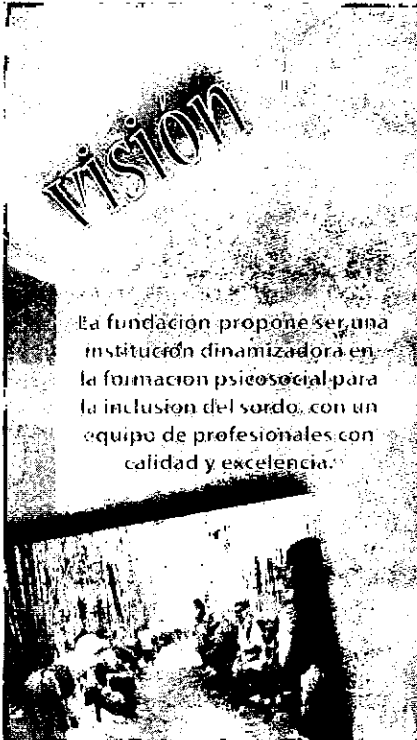 visión
La fundación propone ser una
institución dinamizadora en
la formación psicosocial para
la inclusion del sordo, con un
equipo de profesionales con
calidad y excelencia.